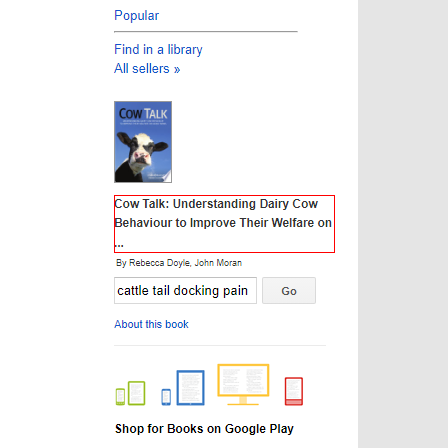 Popular
Find in a library
All sellers »
COW TALK
Cow Talk: Understanding Dairy Cow
Behaviour to Improve Their Welfare on
...
By Rebecca Doyle, John Moran
cattle tail docking pain
Go
About this book
Shop for Books on Google Play